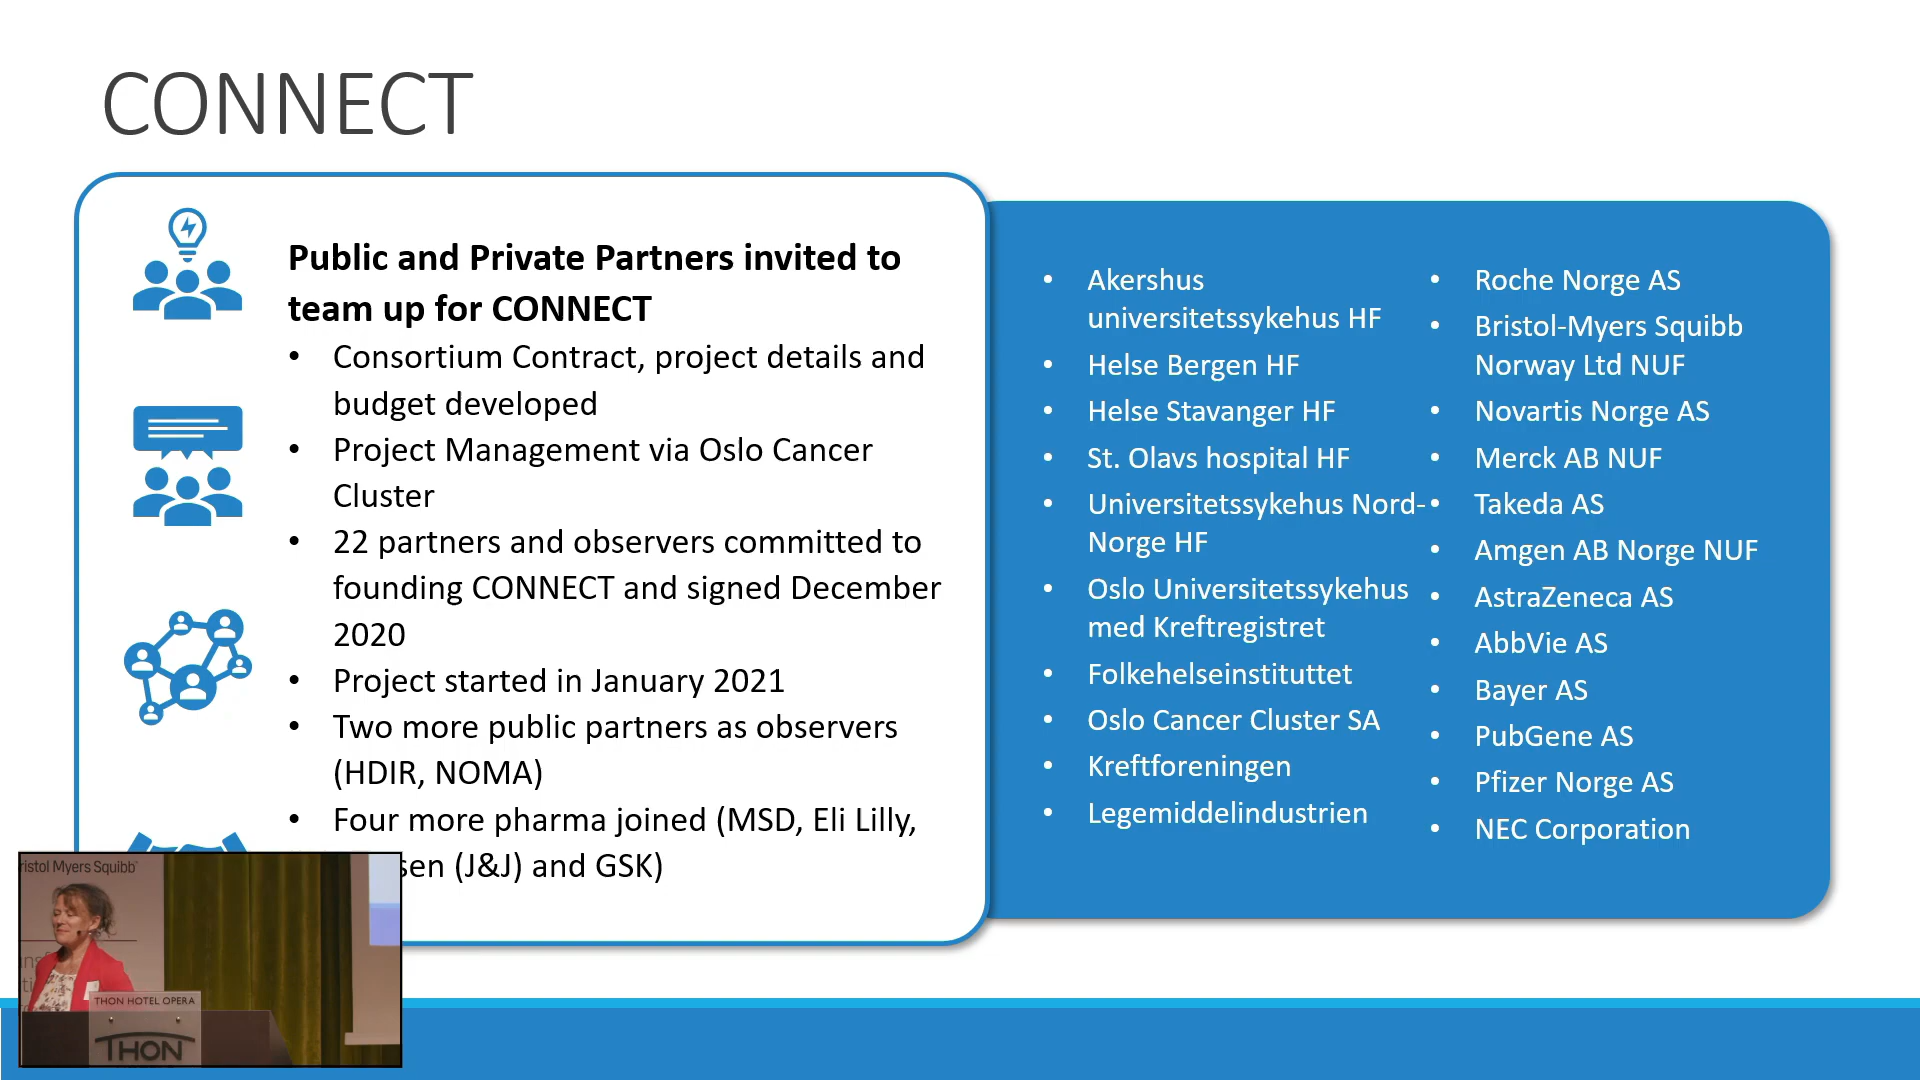 CONNECT
Public and Private Partners invited to
team up for CONNECT
• Consortium Contract, project details and
budget developed
• Project Management via Oslo Cancer
Cluster
• 22 partners and observers committed to
founding CONNECT and signed December
2020
• Project started in January 2021
• Two more public partners as observers
(HDIR, NOMA)
• Four more pharma joined (MSD, Eli Lilly,
sen (J&J) and GSK)
• Akershus
universitetssykehus HF
• Helse Bergen HF
• Helse Stavanger HF
• St. Olavs hospital HF
• Universitetssykehus Nord-
Norge HF
• Oslo Universitetssykehus
med Kreftregistret
• Folkehelseinstituttet
• Oslo Cancer Cluster SA
• Kreftforeningen
• Legemiddelindustrien
• Roche Norge AS
• Bristol-Myers Squibb
Norway Ltd NUF
• Novartis Norge AS
• Merck AB NUF
• Takeda AS
• Amgen AB Norge NUF
• AstraZeneca AS
• AbbVie AS
• Bayer AS
• PubGene AS
• Pfizer Norge AS
• NEC Corporation
ristol Myers Squibb
THON HOTEL OPERA
THON